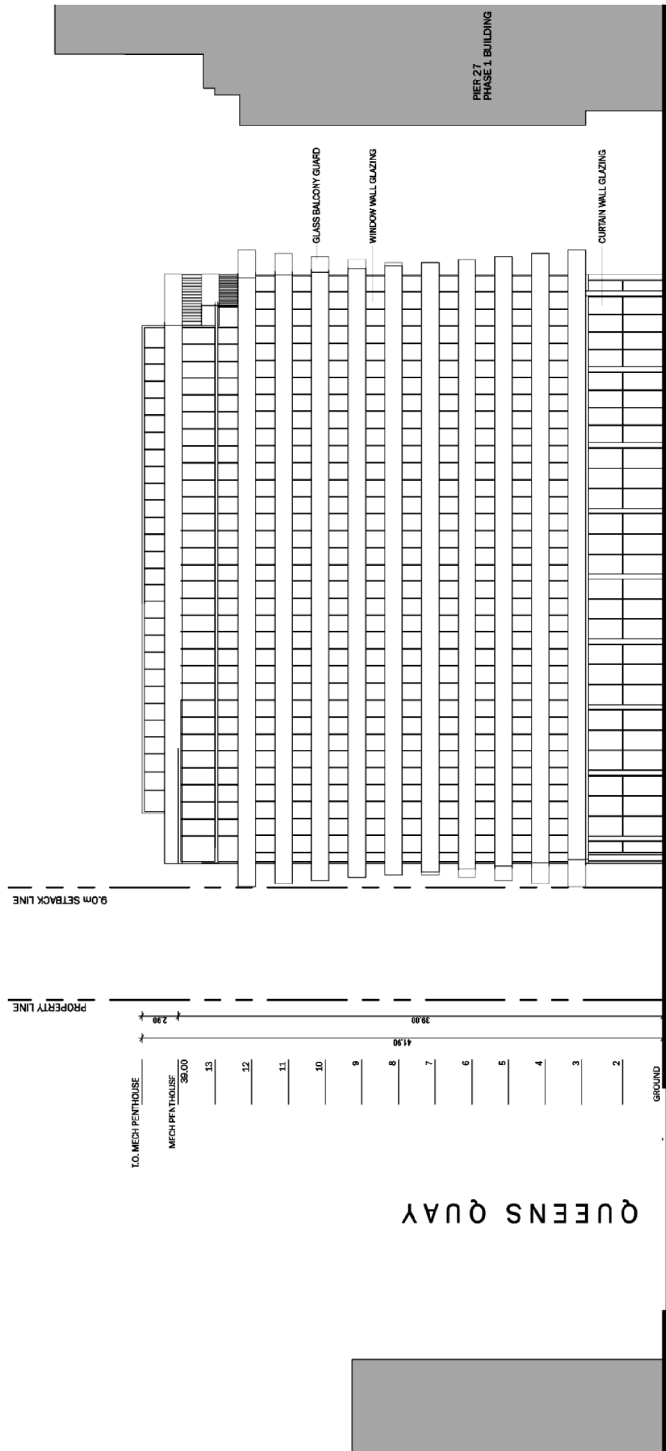 PIER 27
PHASE 1 BUILDING
GLASS BALCONY GUARD
WINDOW WALL GLAZING
CURTAIN WALL GLAZING
9.0m SETBACK LINE
PROPERTY LINE
2.90
39.00
41.90
T.O. MECH PENTHOUSE
MECH PENTHOUSE
39.00
13
12
11
10
9
8
7
6
5
4
3
2
GROUND
QUEENS QUAY